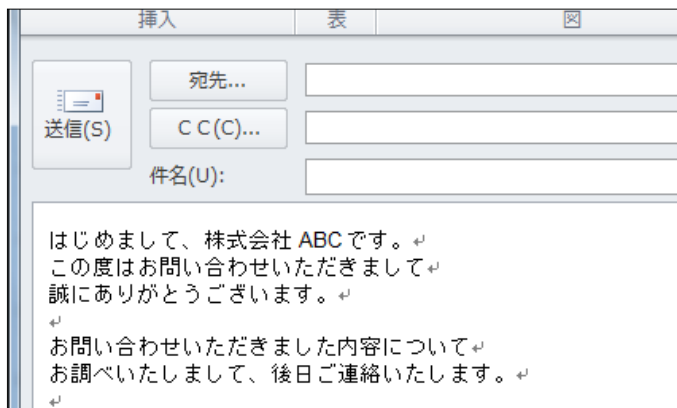 挿入 表 図
宛先...
送信(S)
C C(C)...
件名(U):
はじめまして、株式会社 ABC です。↵
この度はお問い合わせいただきまして↵
誠にありがとうございます。↵
↵
お問い合わせいただきました内容について↵
お調べいたしまして、後日ご連絡いたします。↵
↵